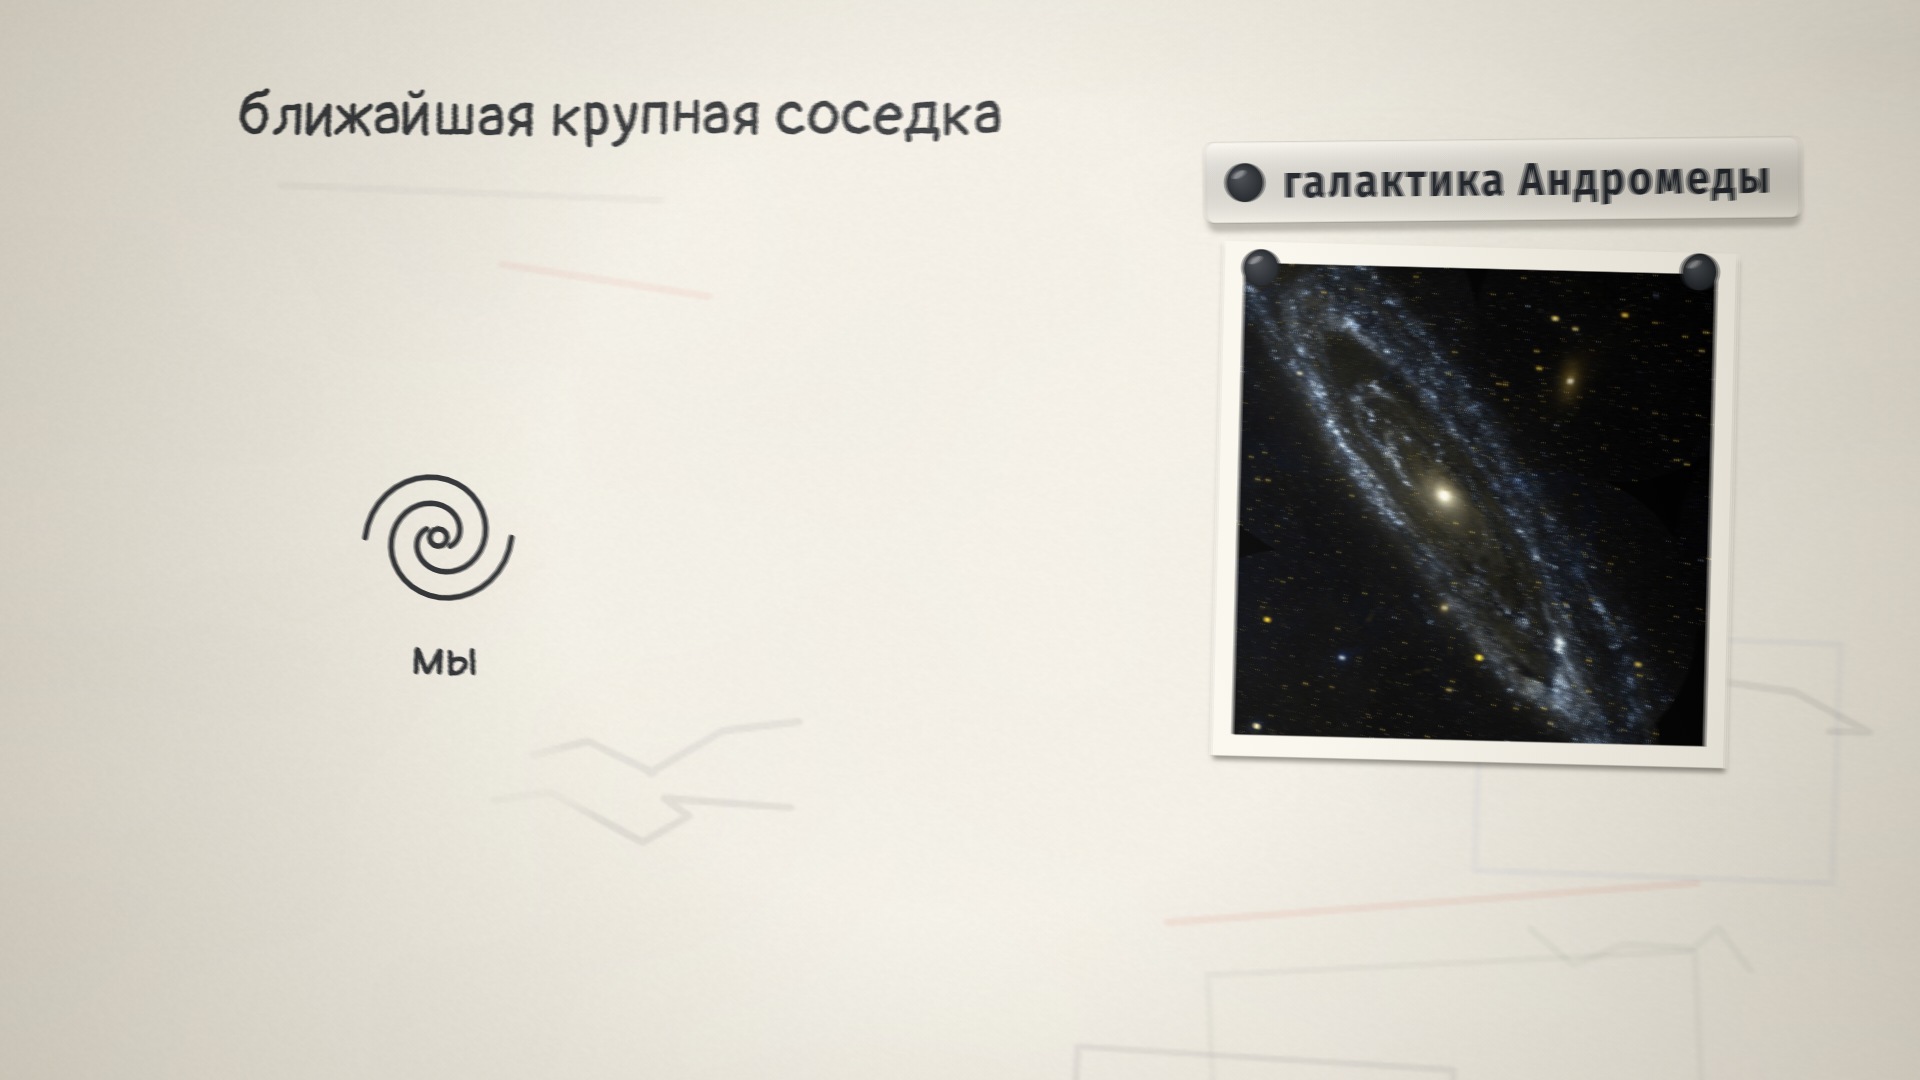 ближайшая крупная соседка
галактика Андромеды
мы